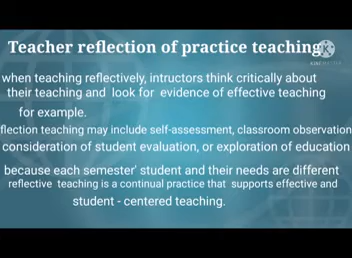 Teacher reflection of practice teaching
KINEMASTER
when teaching reflectively, intructors think critically about
their teaching and look for evidence of effective teaching
for example.
flection teaching may include self-assessment, classroom observation
consideration of student evaluation, or exploration of education
because each semester' student and their needs are different
reflective teaching is a continual practice that supports effective and
student - centered teaching.